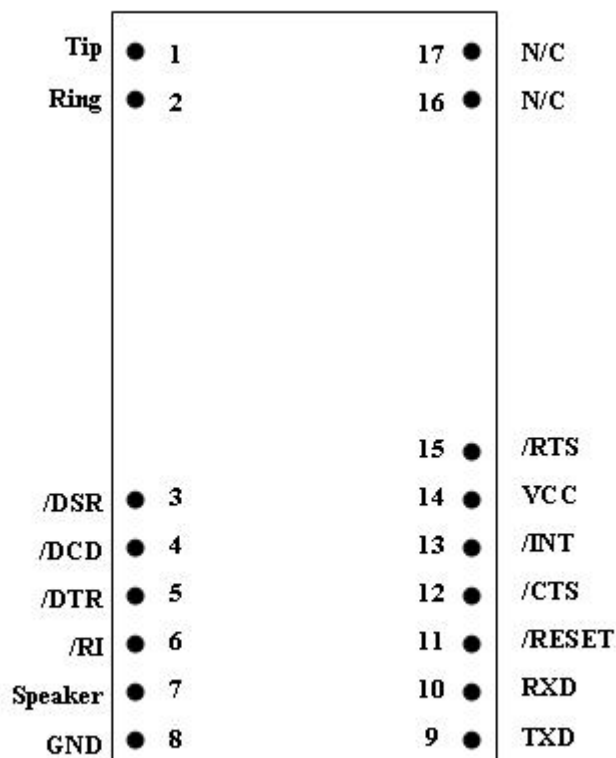 Tip 1 17 N/C
Ring 2 16 N/C
15 /RTS
/DSR 3 14 VCC
/DCD 4 13 /INT
/DTR 5 12 /CTS
/RI 6 11 /RESET
Speaker 7 10 RXD
GND 8 9 TXD